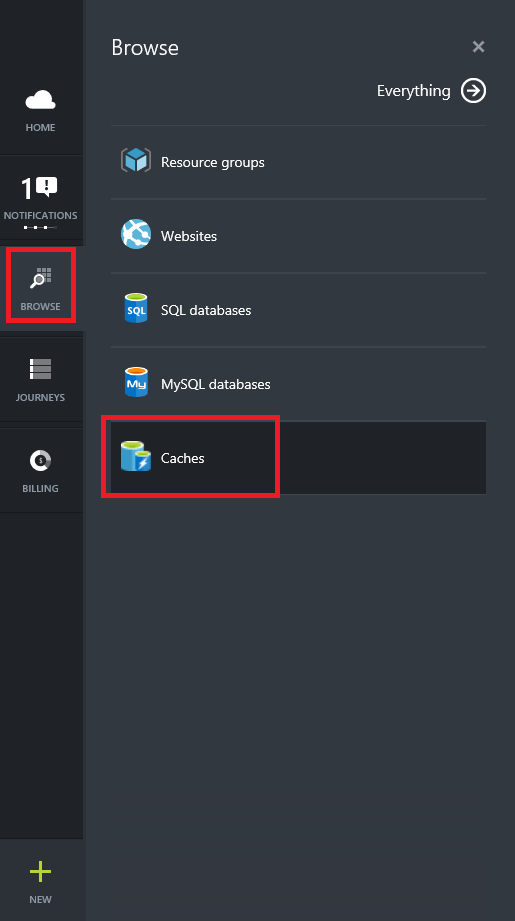 HOME
1
NOTIFICATIONS
BROWSE
JOURNEYS
$
BILLING
NEW
Browse
Everything
Resource groups
Websites
SQL
SQL databases
My
MySQL databases
Caches